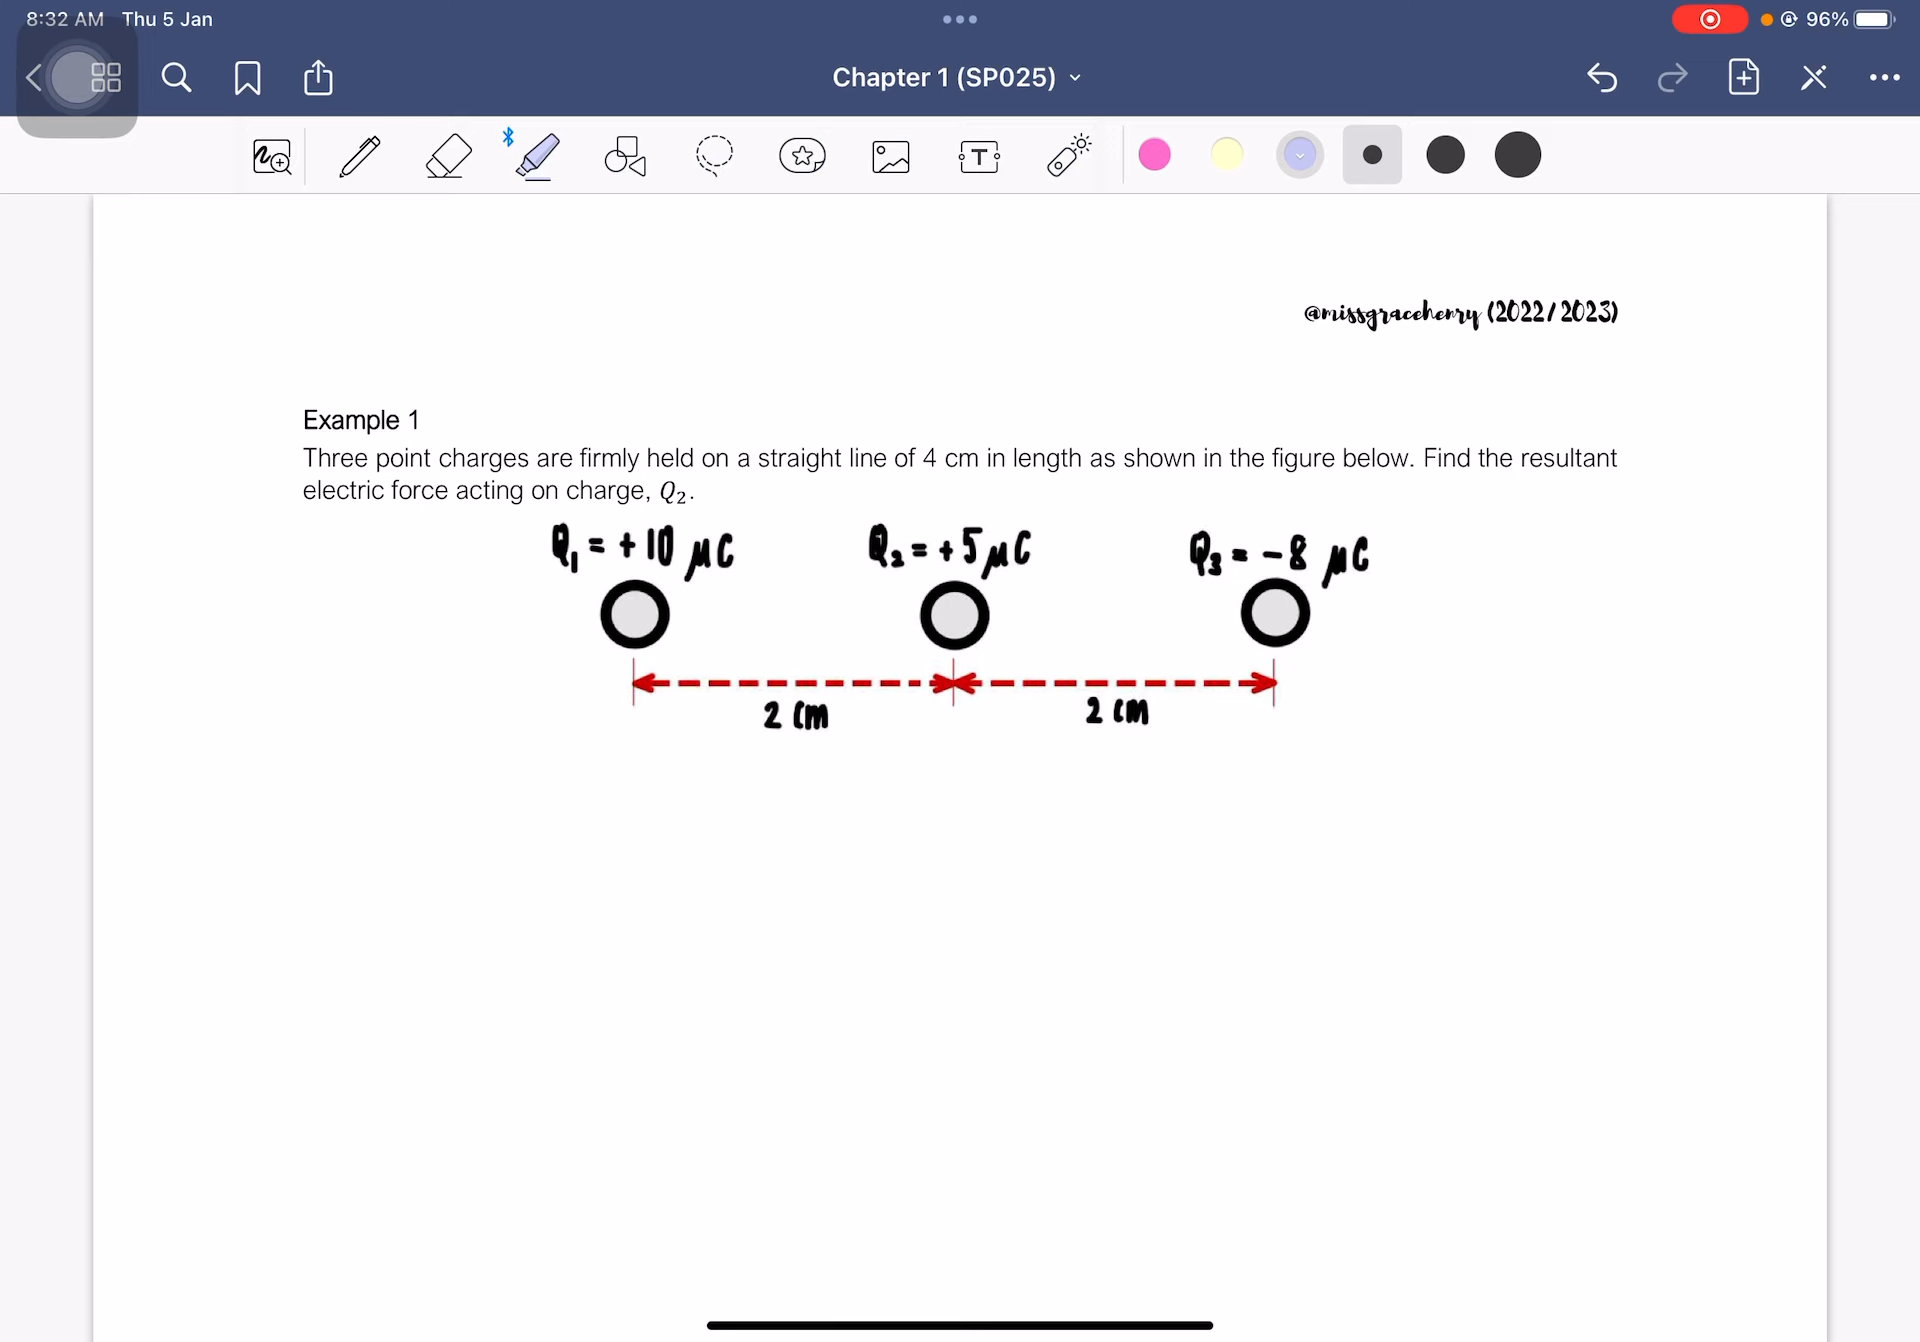 8:32 AM Thu 5 Jan
96%
Chapter 1 (SP025)
T
@missgracehenry (2022/2023)
Example 1
Three point charges are firmly held on a straight line of 4 cm in length as shown in the figure below. Find the resultant
electric force acting on charge, Q₂.
Q₁ = +10 μC Q₂ = +5 μC Q₃ = -8 μC
2 cm 2 cm